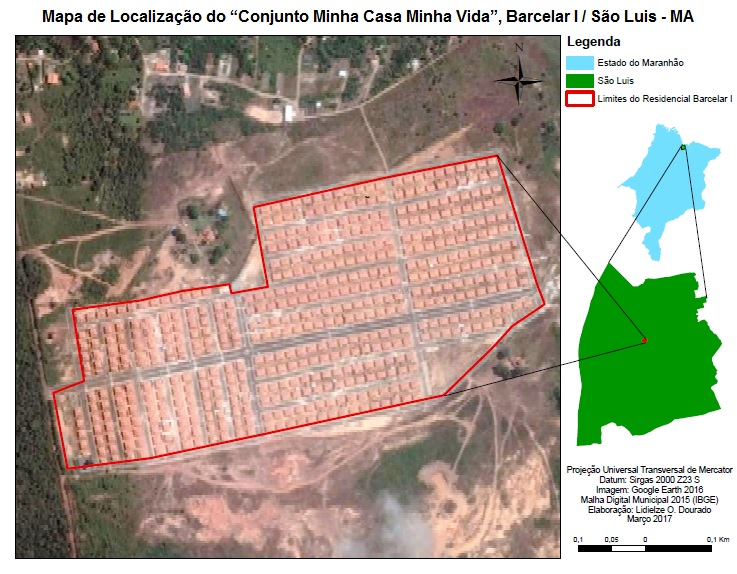 Mapa de Localização do “Conjunto Minha Casa Minha Vida”, Barcelar I / São Luis - MA
Legenda
Estado do Maranhão
São Luis
Limites do Residencial Barcelar I
N
Projeção Universal Transversal de Mercator
Datum: Sirgas 2000 Z23 S
Imagem: Google Earth 2016
Malha Digital Municipal 2015 (IBGE)
Elaboração: Lidielze O. Dourado
Março 2017
0,1 0,05 0 0,1 Km